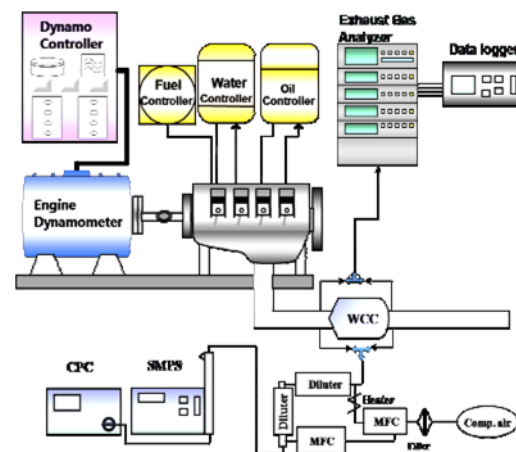 Dynamo
Controller
Fuel
Controller
Water
Controller
Oil
Controller
Exhaust Gas
Analyzer
Data logger
Engine
Dynamometer
WCC
CPC
SMPS
Diluter
Diluter
Heater
MFC
MFC
Filter
Comp. air